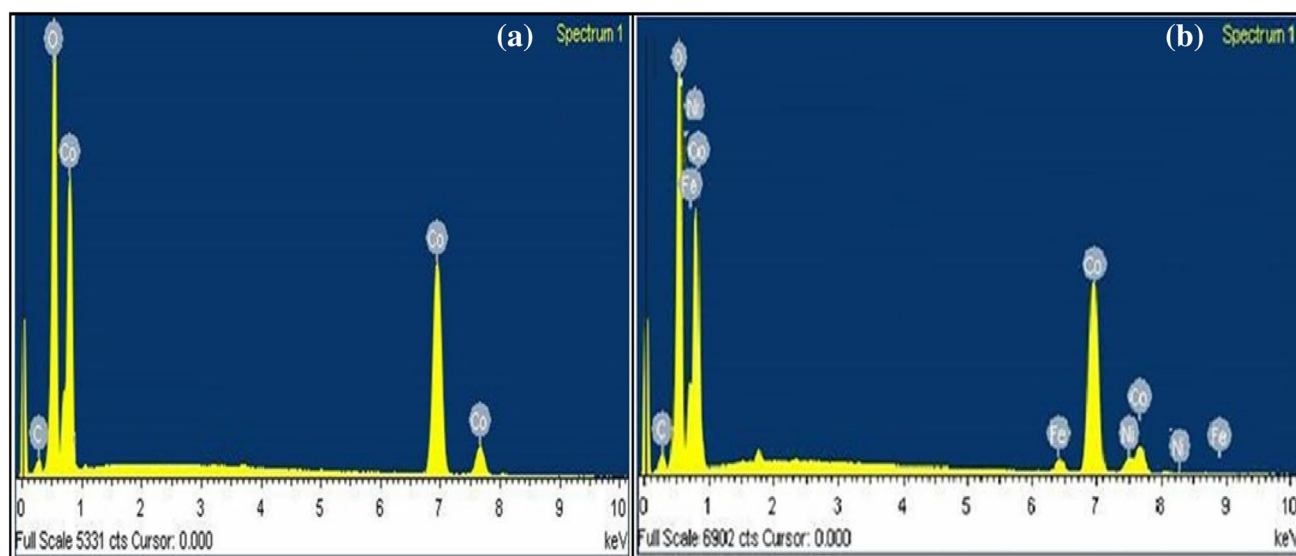 (a)
Spectrum 1
O
Co
Co
C
Co
0 1 2 3 4 5 6 7 8 9 10
Full Scale 5331 cts Cursor: 0.000
keV
(b)
Spectrum 1
O
Ni
Co
Fe
Co
Co
C
Fe
Ni
Ni
Fe
0 1 2 3 4 5 6 7 8 9 10
Full Scale 6902 cts Cursor: 0.000
keV